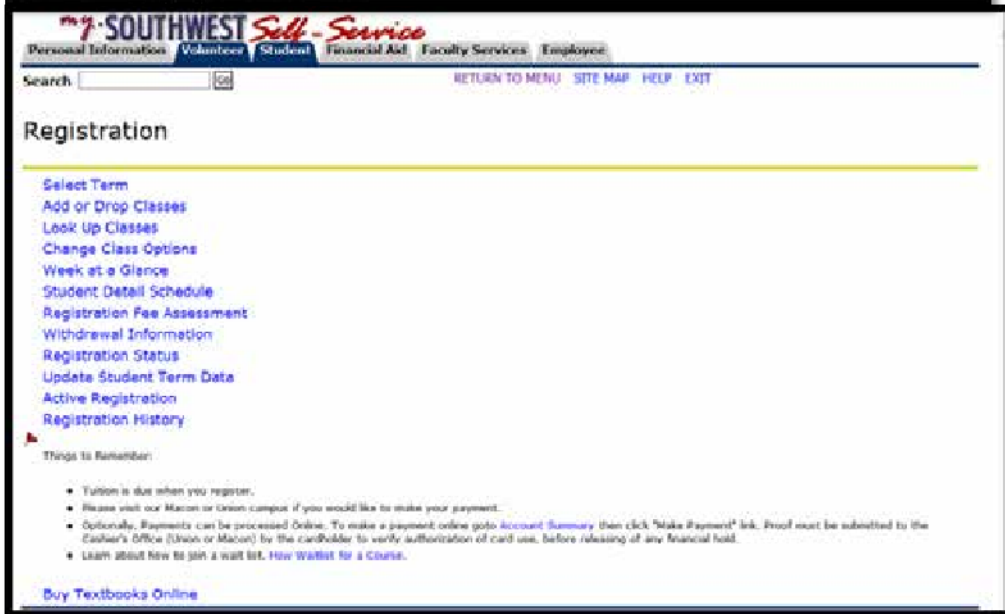 my.SOUTHWEST Self-Service
Personal Information Volunteer Student Financial Aid Faculty Services Employee
Search Go RETURN TO MENU SITE MAP HELP EXIT
Registration
Select Term
Add or Drop Classes
Look Up Classes
Change Class Options
Week at a Glance
Student Detail Schedule
Registration Fee Assessment
Withdrawal Information
Registration Status
Update Student Term Data
Active Registration
Registration History
Things to Remember:
• Tuition is due when you register.
• Please visit our Macon or Union campus if you would like to make your payment.
• Optionally, Payments can be processed Online. To make a payment online goto Account Summary then click "Make Payment" link. Proof must be submitted to the
Cashier's Office (Union or Macon) by the cardholder to verify authorization of card use, before releasing of any financial hold.
• Learn about how to join a wait list. How Waitlist for a Course.
Buy Textbooks Online